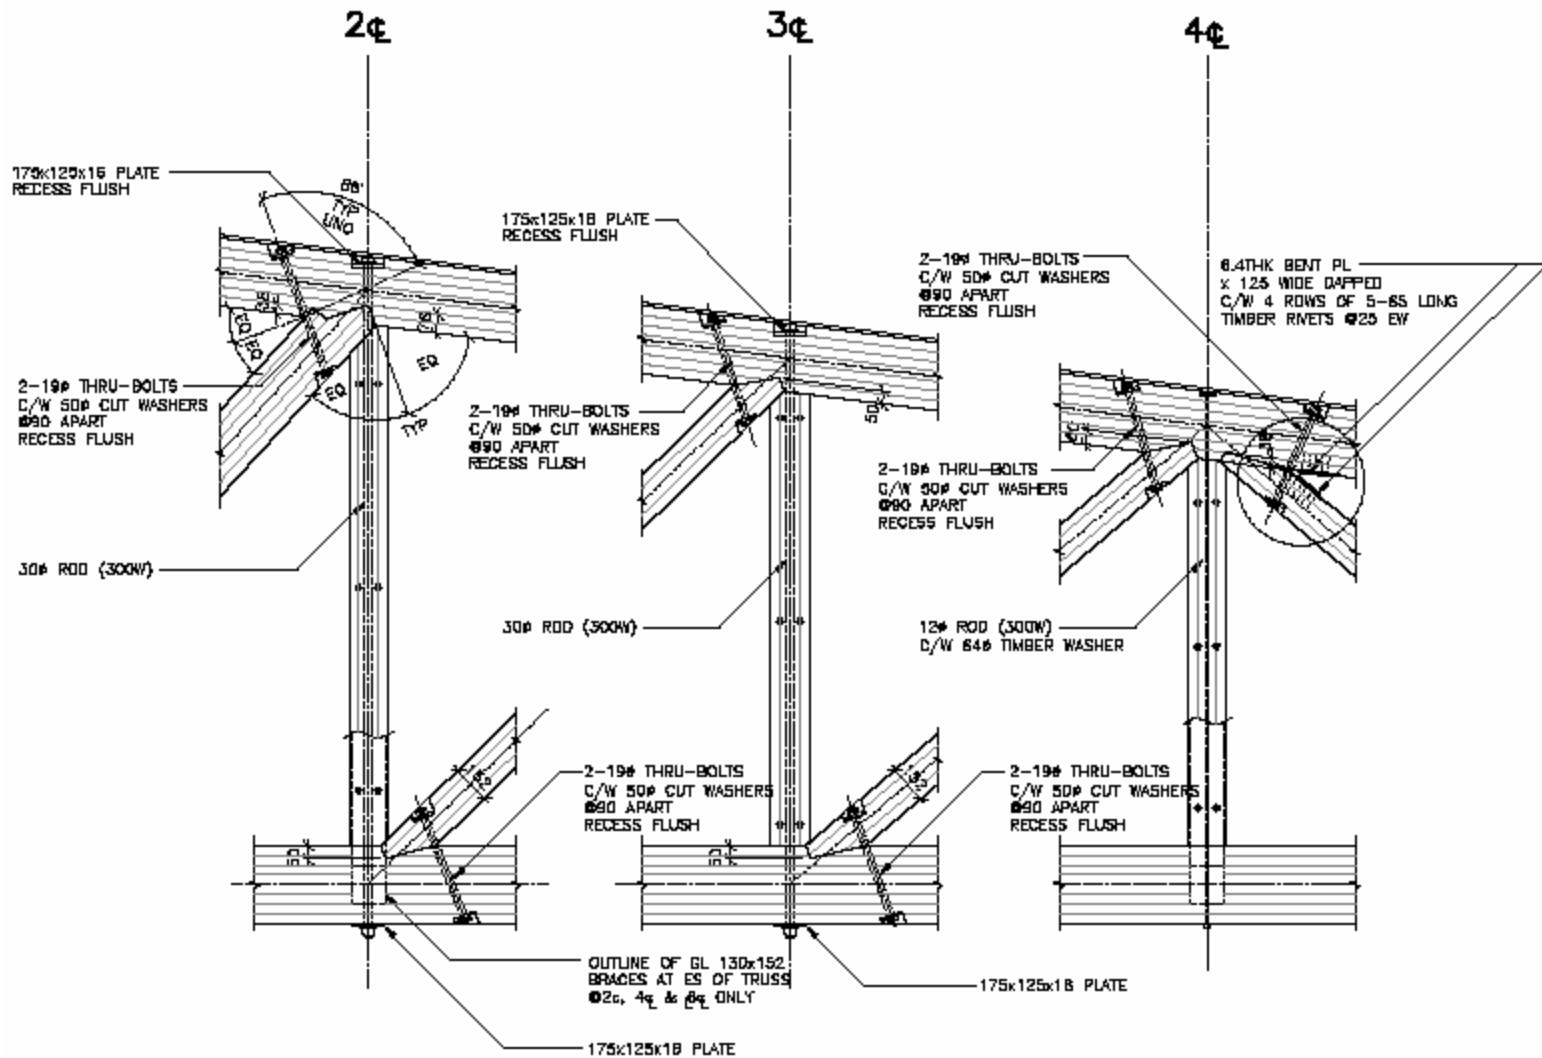 2℄
3℄
4℄
175x125x16 PLATE
RECESS FLUSH
TYP
UNO
175x125x16 PLATE
RECESS FLUSH
2-19ø THRU-BOLTS
C/W 50ø CUT WASHERS
@90 APART
RECESS FLUSH
6.4THK BENT PL
x 125 WIDE DAPPED
C/W 4 ROWS OF 5-65 LONG
TIMBER RIVETS @25 EW
EQ
EQ
EQ
EQ
TYP
2-19ø THRU-BOLTS
C/W 50ø CUT WASHERS
@90 APART
RECESS FLUSH
2-19ø THRU-BOLTS
C/W 50ø CUT WASHERS
@90 APART
RECESS FLUSH
50
2-19ø THRU-BOLTS
C/W 50ø CUT WASHERS
@90 APART
RECESS FLUSH
30ø ROD (300W)
30ø ROD (300W)
12ø ROD (300W)
C/W 64ø TIMBER WASHER
2-19ø THRU-BOLTS
C/W 50ø CUT WASHERS
@90 APART
RECESS FLUSH
2-19ø THRU-BOLTS
C/W 50ø CUT WASHERS
@90 APART
RECESS FLUSH
50
50
OUTLINE OF GL 130x152
BRACES AT ES OF TRUSS
@2c, 4℄ & 6℄ ONLY
175x125x16 PLATE
175x125x16 PLATE